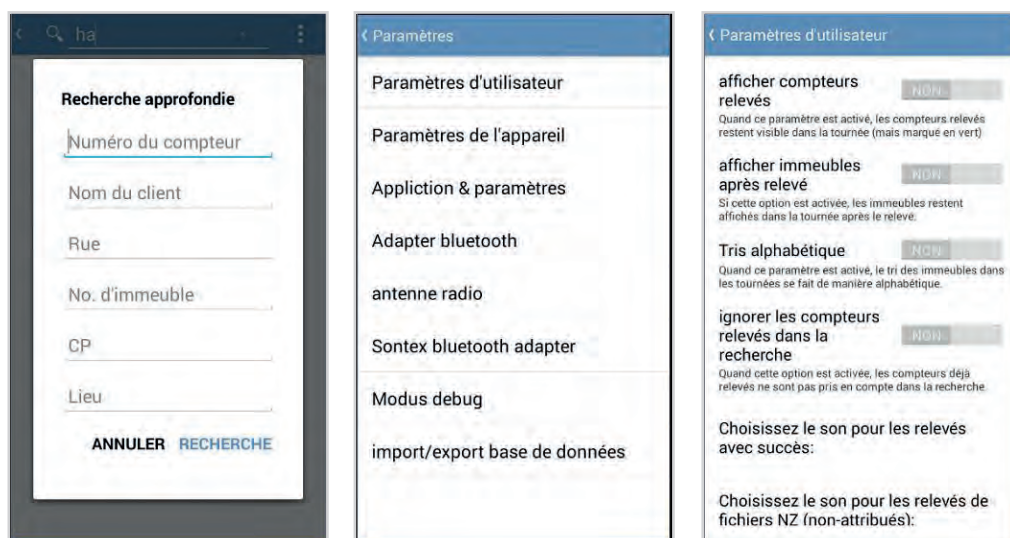 ha
Recherche approfondie
Numéro du compteur
Nom du client
Rue
No. d'immeuble
CP
Lieu
ANNULER RECHERCHE
Paramètres
Paramètres d'utilisateur
Paramètres de l'appareil
Appliction & paramètres
Adapter bluetooth
antenne radio
Sontex bluetooth adapter
Modus debug
import/export base de données
Paramètres d'utilisateur
afficher compteurs
relevés
NON
Quand ce paramètre est activé, les compteurs relevés
restent visible dans la tournée (mais marqué en vert)
afficher immeubles
après relevé
NON
Si cette option est activée, les immeubles restent
affichés dans la tournée après le relevé.
Tris alphabétique
NON
Quand ce paramètre est activé, le tri des immeubles dans
les tournées se fait de manière alphabétique.
ignorer les compteurs
relevés dans la
recherche
NON
Quand cette option est activée, les compteurs déjà
relevés ne sont pas pris en compte dans la recherche
Choisissez le son pour les relevés
avec succès:
Choisissez le son pour les relevés de
fichiers NZ (non-attribués):